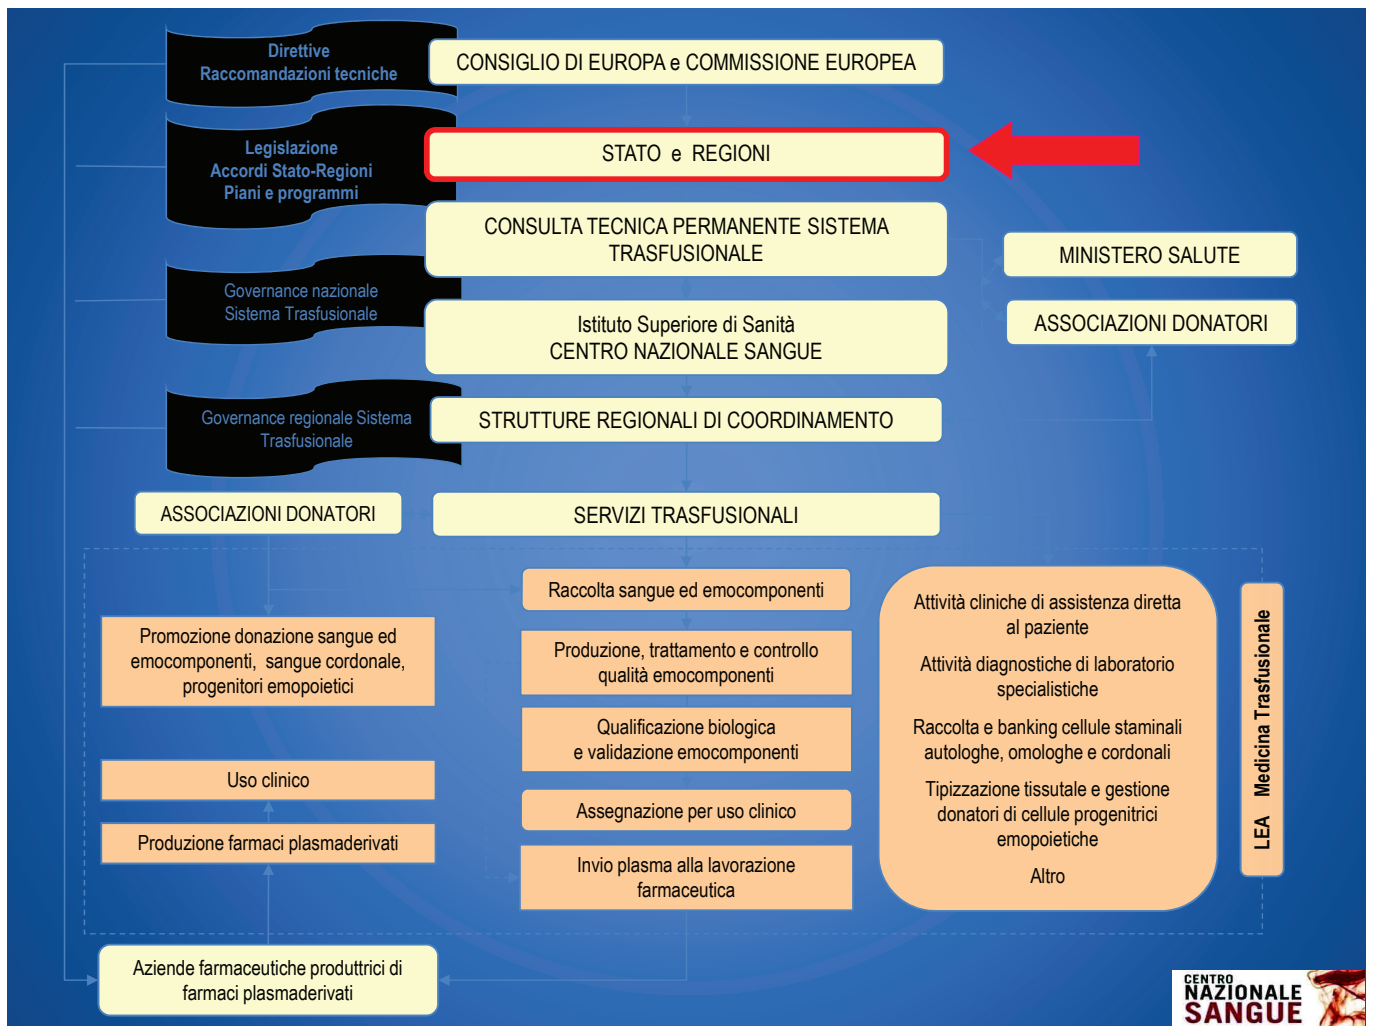 Direttive
Raccomandazioni tecniche
CONSIGLIO DI EUROPA e COMMISSIONE EUROPEA
Legislazione
Accordi Stato-Regioni
Piani e programmi
STATO e REGIONI
CONSULTA TECNICA PERMANENTE SISTEMA
TRASFUSIONALE
MINISTERO SALUTE
Governance nazionale
Sistema Trasfusionale
Istituto Superiore di Sanità
CENTRO NAZIONALE SANGUE
ASSOCIAZIONI DONATORI
Governance regionale Sistema
Trasfusionale
STRUTTURE REGIONALI DI COORDINAMENTO
ASSOCIAZIONI DONATORI
SERVIZI TRASFUSIONALI
Promozione donazione sangue ed
emocomponenti, sangue cordonale,
progenitori emopoietici
Uso clinico
Produzione farmaci plasmaderivati
Raccolta sangue ed emocomponenti
Produzione, trattamento e controllo
qualità emocomponenti
Qualificazione biologica
e validazione emocomponenti
Assegnazione per uso clinico
Invio plasma alla lavorazione
farmaceutica
Attività cliniche di assistenza diretta
al paziente
Attività diagnostiche di laboratorio
specialistiche
Raccolta e banking cellule staminali
autologhe, omologhe e cordonali
Tipizzazione tissutale e gestione
donatori di cellule progenitrici
emopoietiche
Altro
LEA Medicina Trasfusionale
Aziende farmaceutiche produttrici di
farmaci plasmaderivati
CENTRO
NAZIONALE
SANGUE